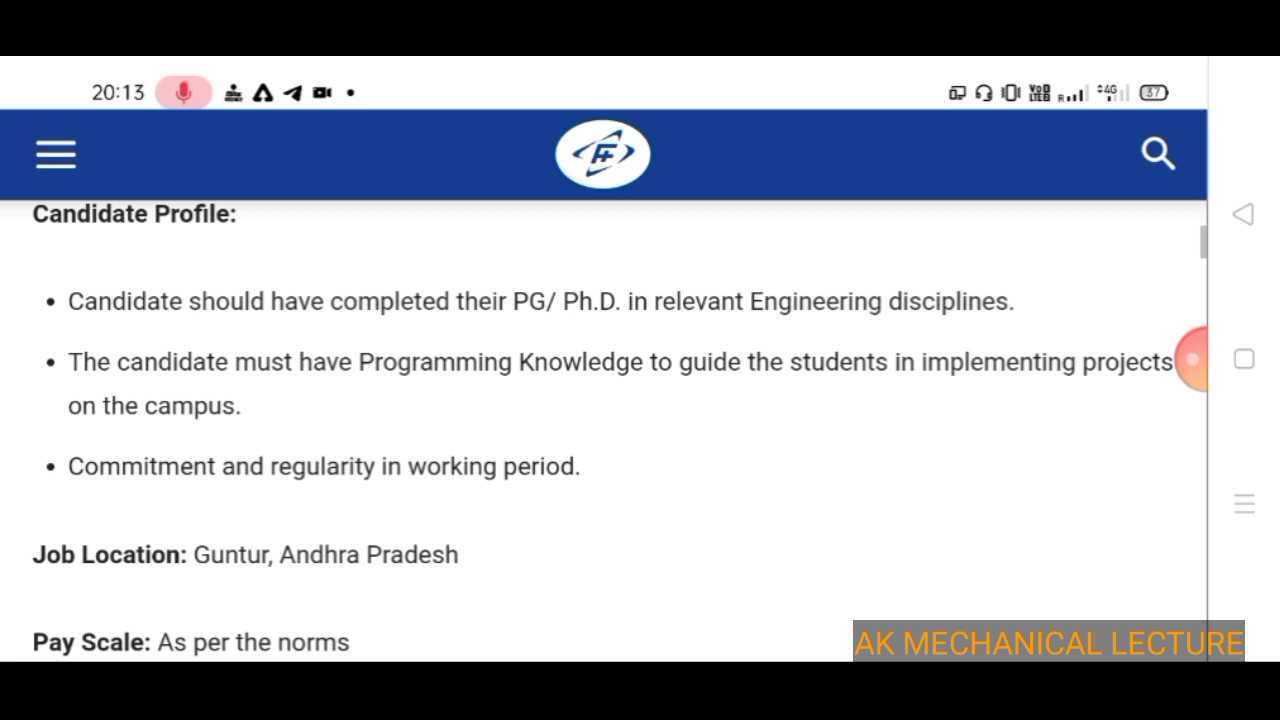 20:13
37
Candidate Profile:
• Candidate should have completed their PG/ Ph.D. in relevant Engineering disciplines.
• The candidate must have Programming Knowledge to guide the students in implementing projects
on the campus.
• Commitment and regularity in working period.
Job Location: Guntur, Andhra Pradesh
Pay Scale: As per the norms
AK MECHANICAL LECTURE